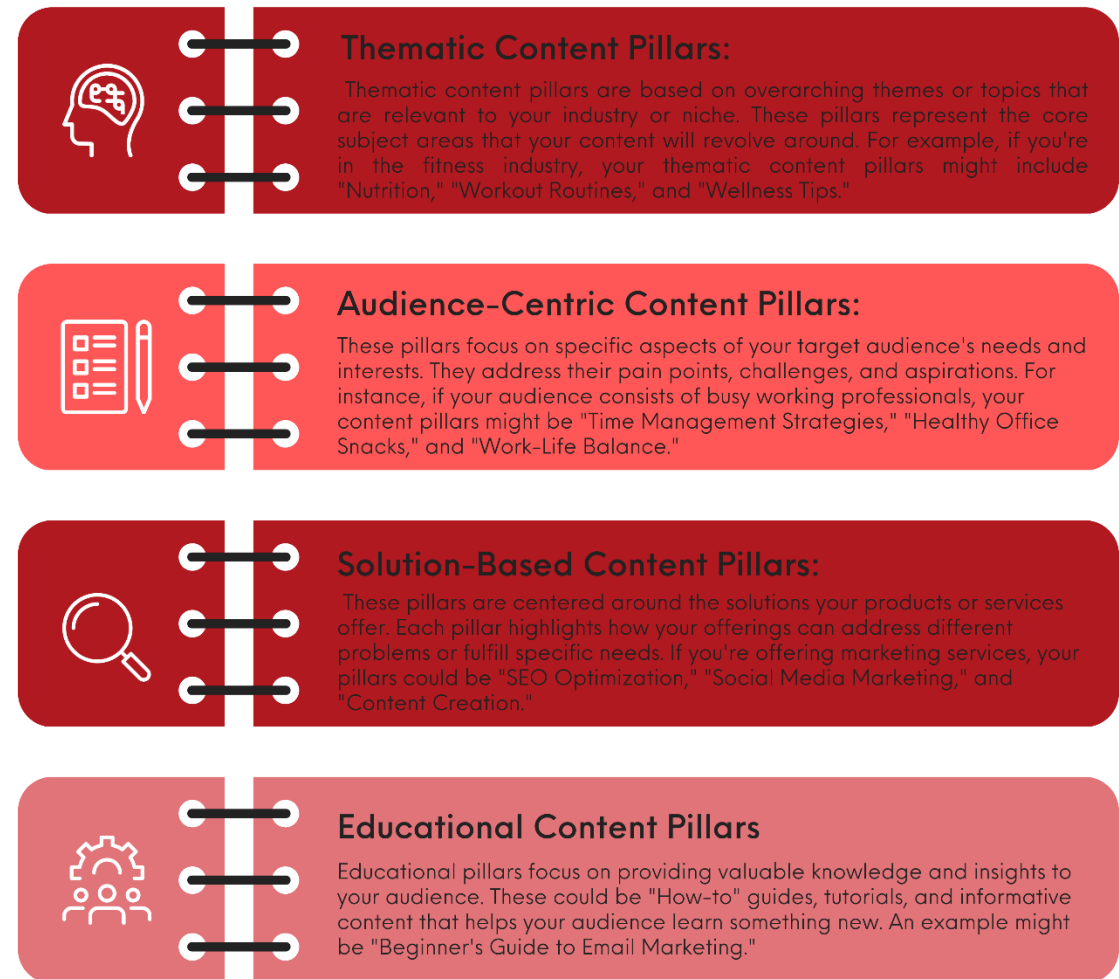 Thematic Content Pillars:
Thematic content pillars are based on overarching themes or topics that
are relevant to your industry or niche. These pillars represent the core
subject areas that your content will revolve around. For example, if you're
in the fitness industry, your thematic content pillars might include
"Nutrition," "Workout Routines," and "Wellness Tips."
Audience-Centric Content Pillars:
These pillars focus on specific aspects of your target audience's needs and
interests. They address their pain points, challenges, and aspirations. For
instance, if your audience consists of busy working professionals, your
content pillars might be "Time Management Strategies," "Healthy Office
Snacks," and "Work-Life Balance."
Solution-Based Content Pillars:
These pillars are centered around the solutions your products or services
offer. Each pillar highlights how your offerings can address different
problems or fulfill specific needs. If you're offering marketing services, your
pillars could be "SEO Optimization," "Social Media Marketing," and
"Content Creation."
Educational Content Pillars
Educational pillars focus on providing valuable knowledge and insights to
your audience. These could be "How-to" guides, tutorials, and informative
content that helps your audience learn something new. An example might
be "Beginner's Guide to Email Marketing."